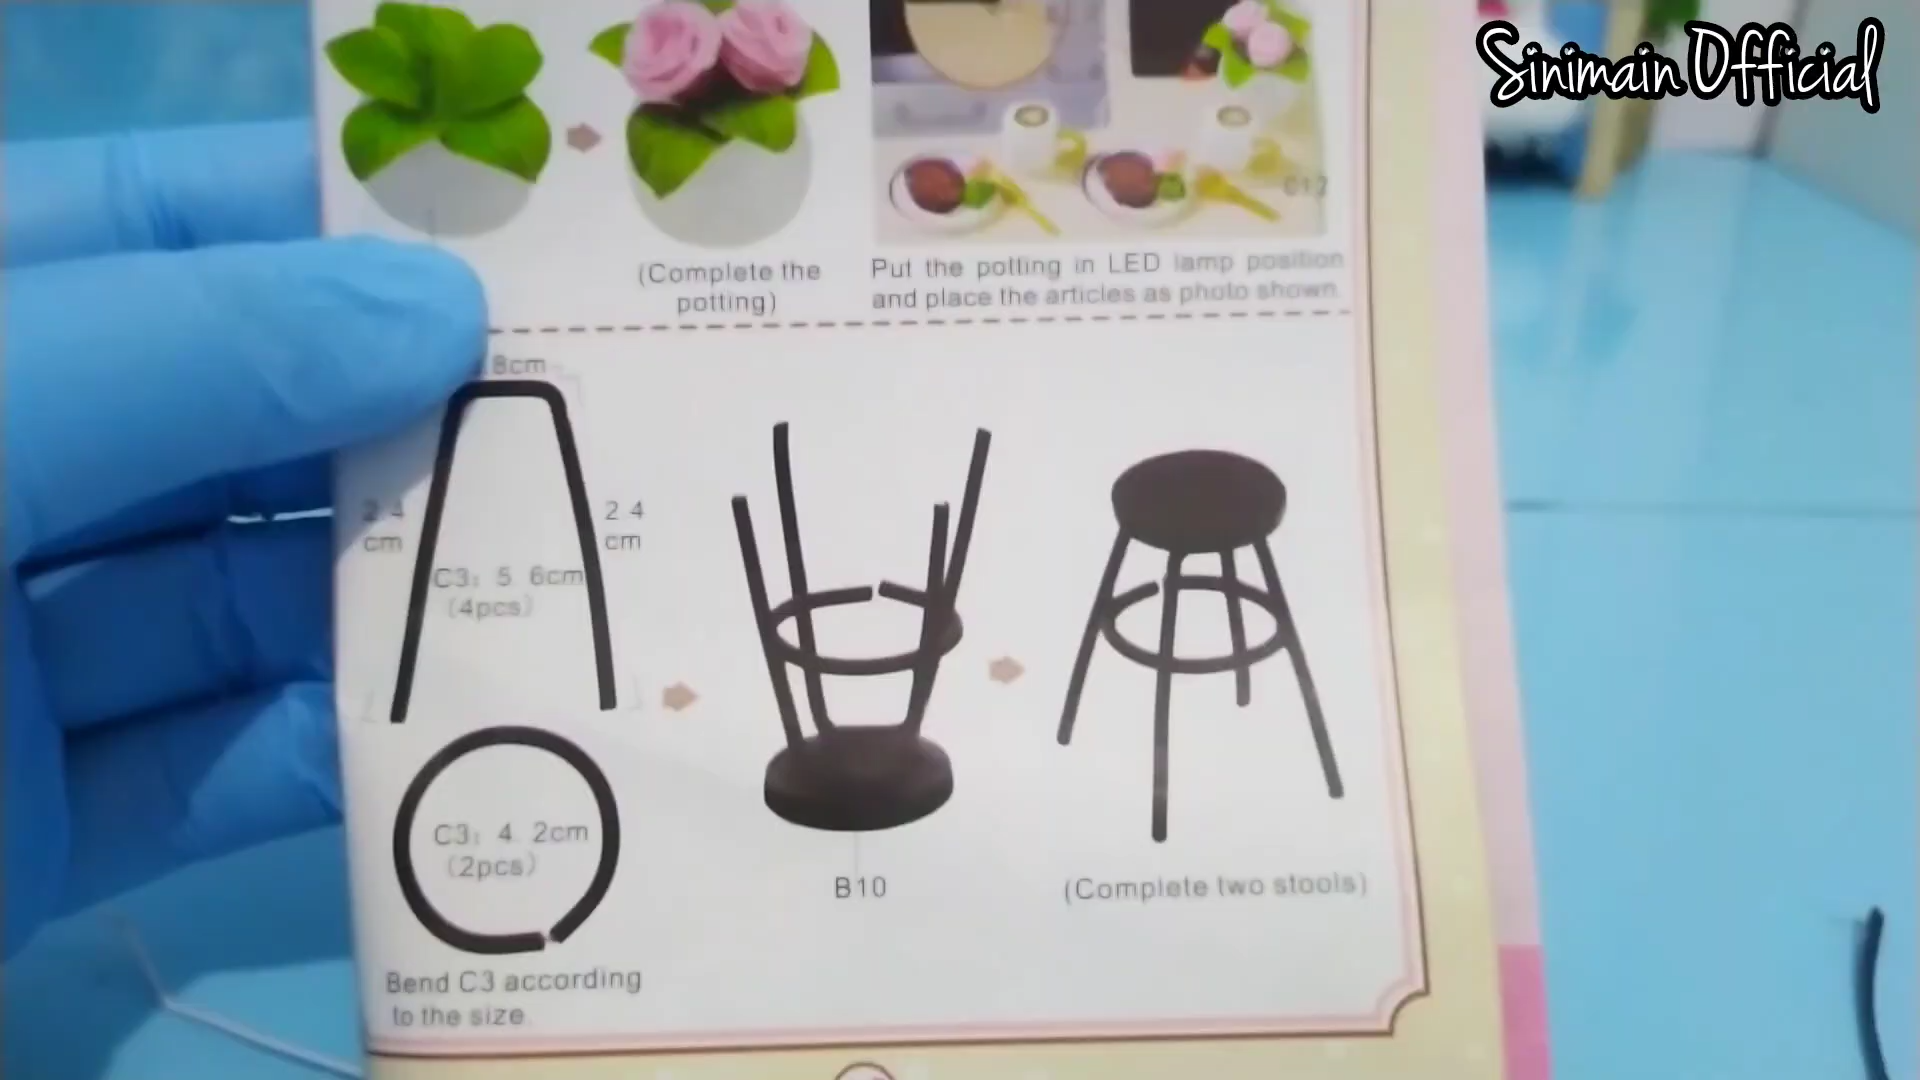 Sinimain Official
C12
(Complete the
potting)
Put the potting in LED lamp position
and place the articles as photo shown.
8cm
2.4
cm
2.4
cm
C3: 5.6cm
(4pcs)
C3: 4.2cm
(2pcs)
B10
(Complete two stools)
Bend C3 according
to the size.